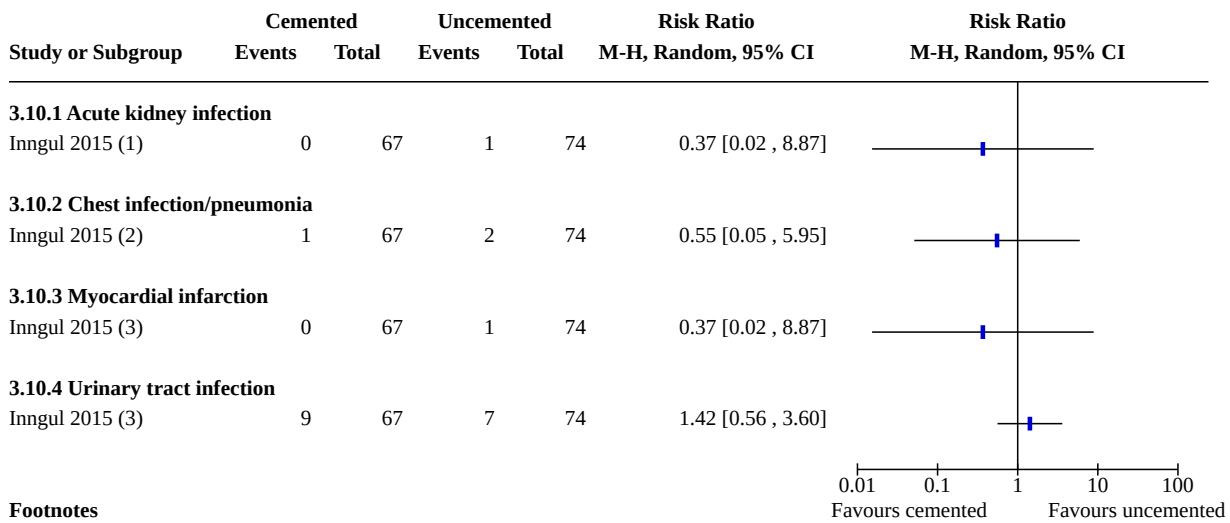 Cemented Uncemented Risk Ratio Risk Ratio
Study or Subgroup Events Total Events Total M-H, Random, 95% CI M-H, Random, 95% CI
3.10.1 Acute kidney infection
Inngul 2015 (1) 0 67 1 74 0.37 [0.02 , 8.87]
3.10.2 Chest infection/pneumonia
Inngul 2015 (2) 1 67 2 74 0.55 [0.05 , 5.95]
3.10.3 Myocardial infarction
Inngul 2015 (3) 0 67 1 74 0.37 [0.02 , 8.87]
3.10.4 Urinary tract infection
Inngul 2015 (3) 9 67 7 74 1.42 [0.56 , 3.60]
0.01 0.1 1 10 100
Footnotes Favours cemented Favours uncemented